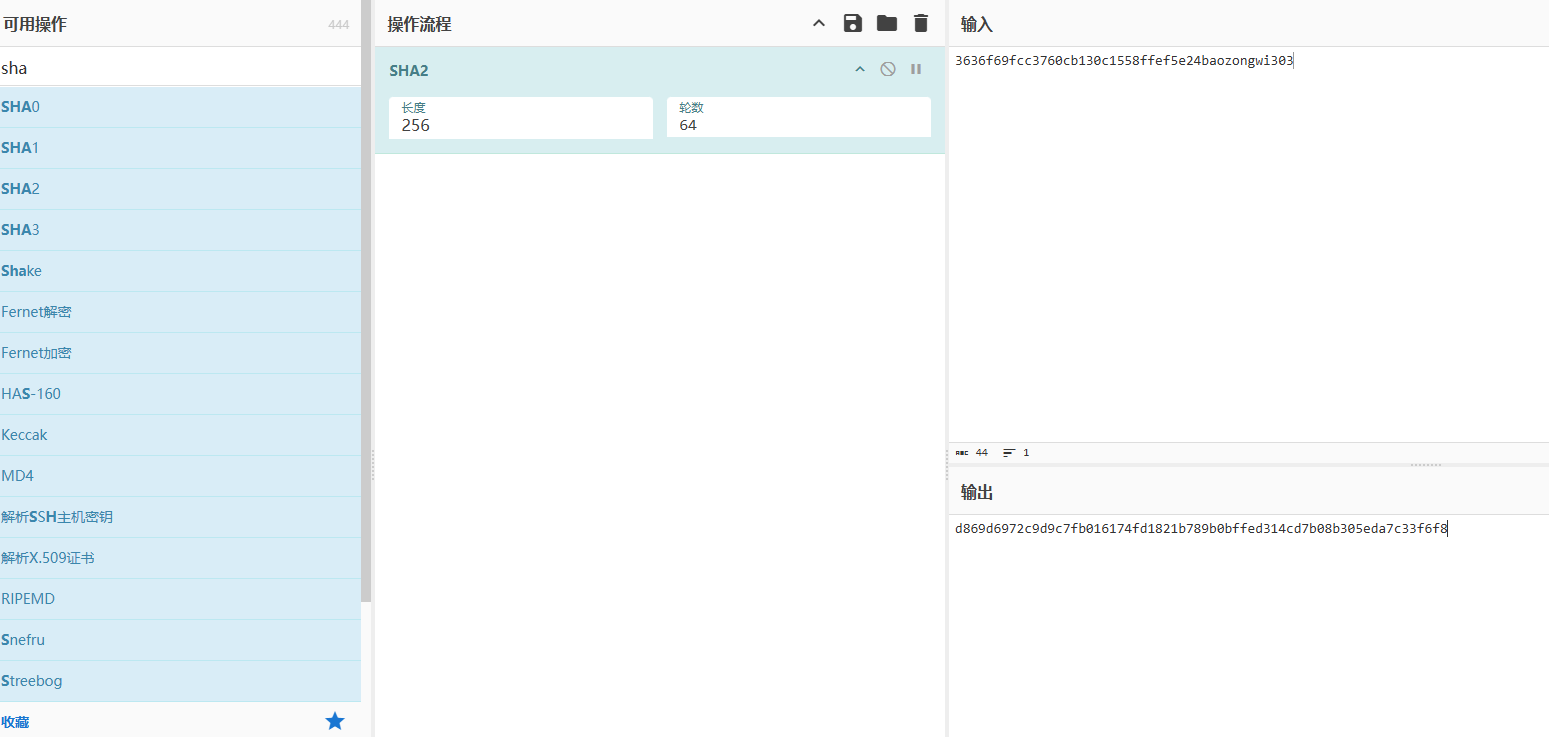 可用操作
444
sha
SHA0
SHA1
SHA2
SHA3
Shake
Fernet解密
Fernet加密
HAS-160
Keccak
MD4
解析SSH主机密钥
解析X.509证书
RIPEMD
Snefru
Streebog
收藏
操作流程
SHA2
长度
256
轮数
64
输入
3636f69fcc3760cb130c1558ffef5e24baozongwi303
ABC 44 1
输出
d869d6972c9d9c7fb016174fd1821b789b0bffed314cd7b08b305eda7c33f6f8